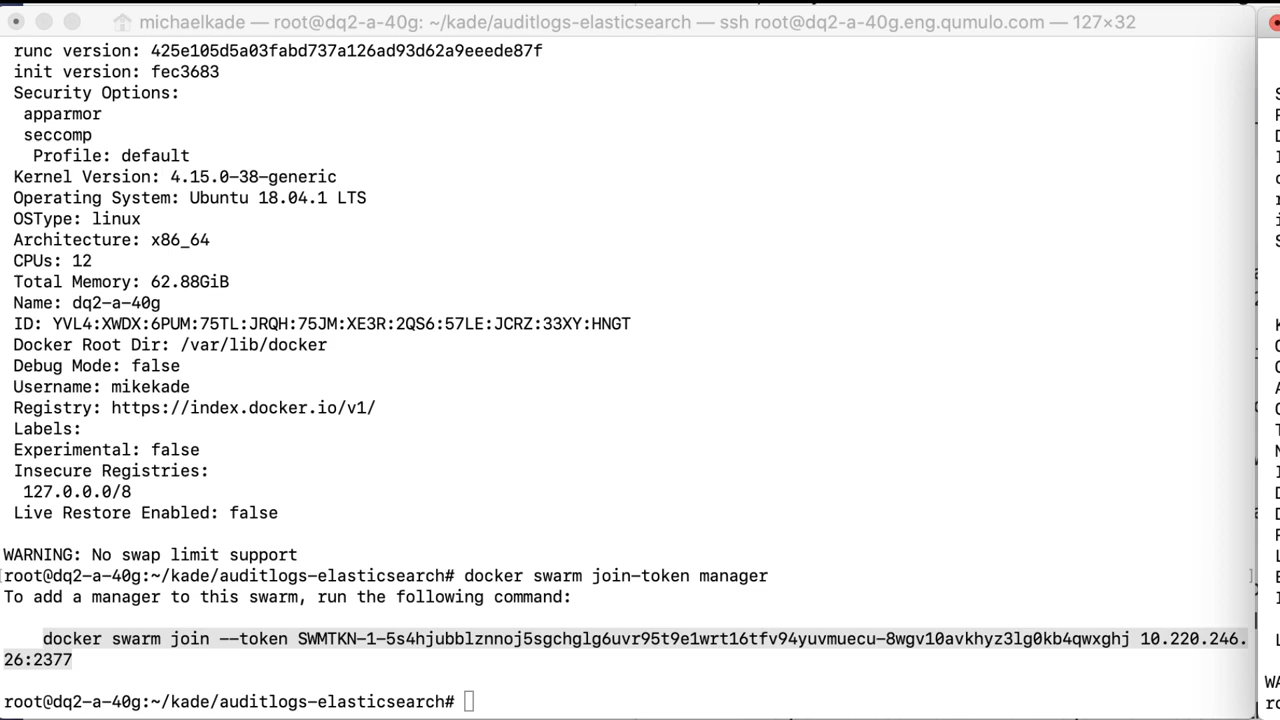 michaelkade — root@dq2-a-40g: ~/kade/auditlogs-elasticsearch — ssh root@dq2-a-40g.eng.qumulo.com — 127×32
runc version: 425e105d5a03fabd737a126ad93d62a9eeede87f
init version: fec3683
Security Options:
apparmor
seccomp
Profile: default
Kernel Version: 4.15.0-38-generic
Operating System: Ubuntu 18.04.1 LTS
OSType: linux
Architecture: x86_64
CPUs: 12
Total Memory: 62.88GiB
Name: dq2-a-40g
ID: YVL4:XWDX:6PUM:75TL:JRQH:75JM:XE3R:2QS6:57LE:JCRZ:33XY:HNGT
Docker Root Dir: /var/lib/docker
Debug Mode: false
Username: mikekade
Registry: https://index.docker.io/v1/
Labels:
Experimental: false
Insecure Registries:
127.0.0.0/8
Live Restore Enabled: false
WARNING: No swap limit support
[root@dq2-a-40g:~/kade/auditlogs-elasticsearch# docker swarm join-token manager ]
To add a manager to this swarm, run the following command:
docker swarm join --token SWMTKN-1-5s4hjubblznnoj5sgchglg6uvr95t9e1wrt16tfv94yuvmuecu-8wgv10avkhyz3lg0kb4qwxghj 10.220.246.
26:2377
root@dq2-a-40g:~/kade/auditlogs-elasticsearch#